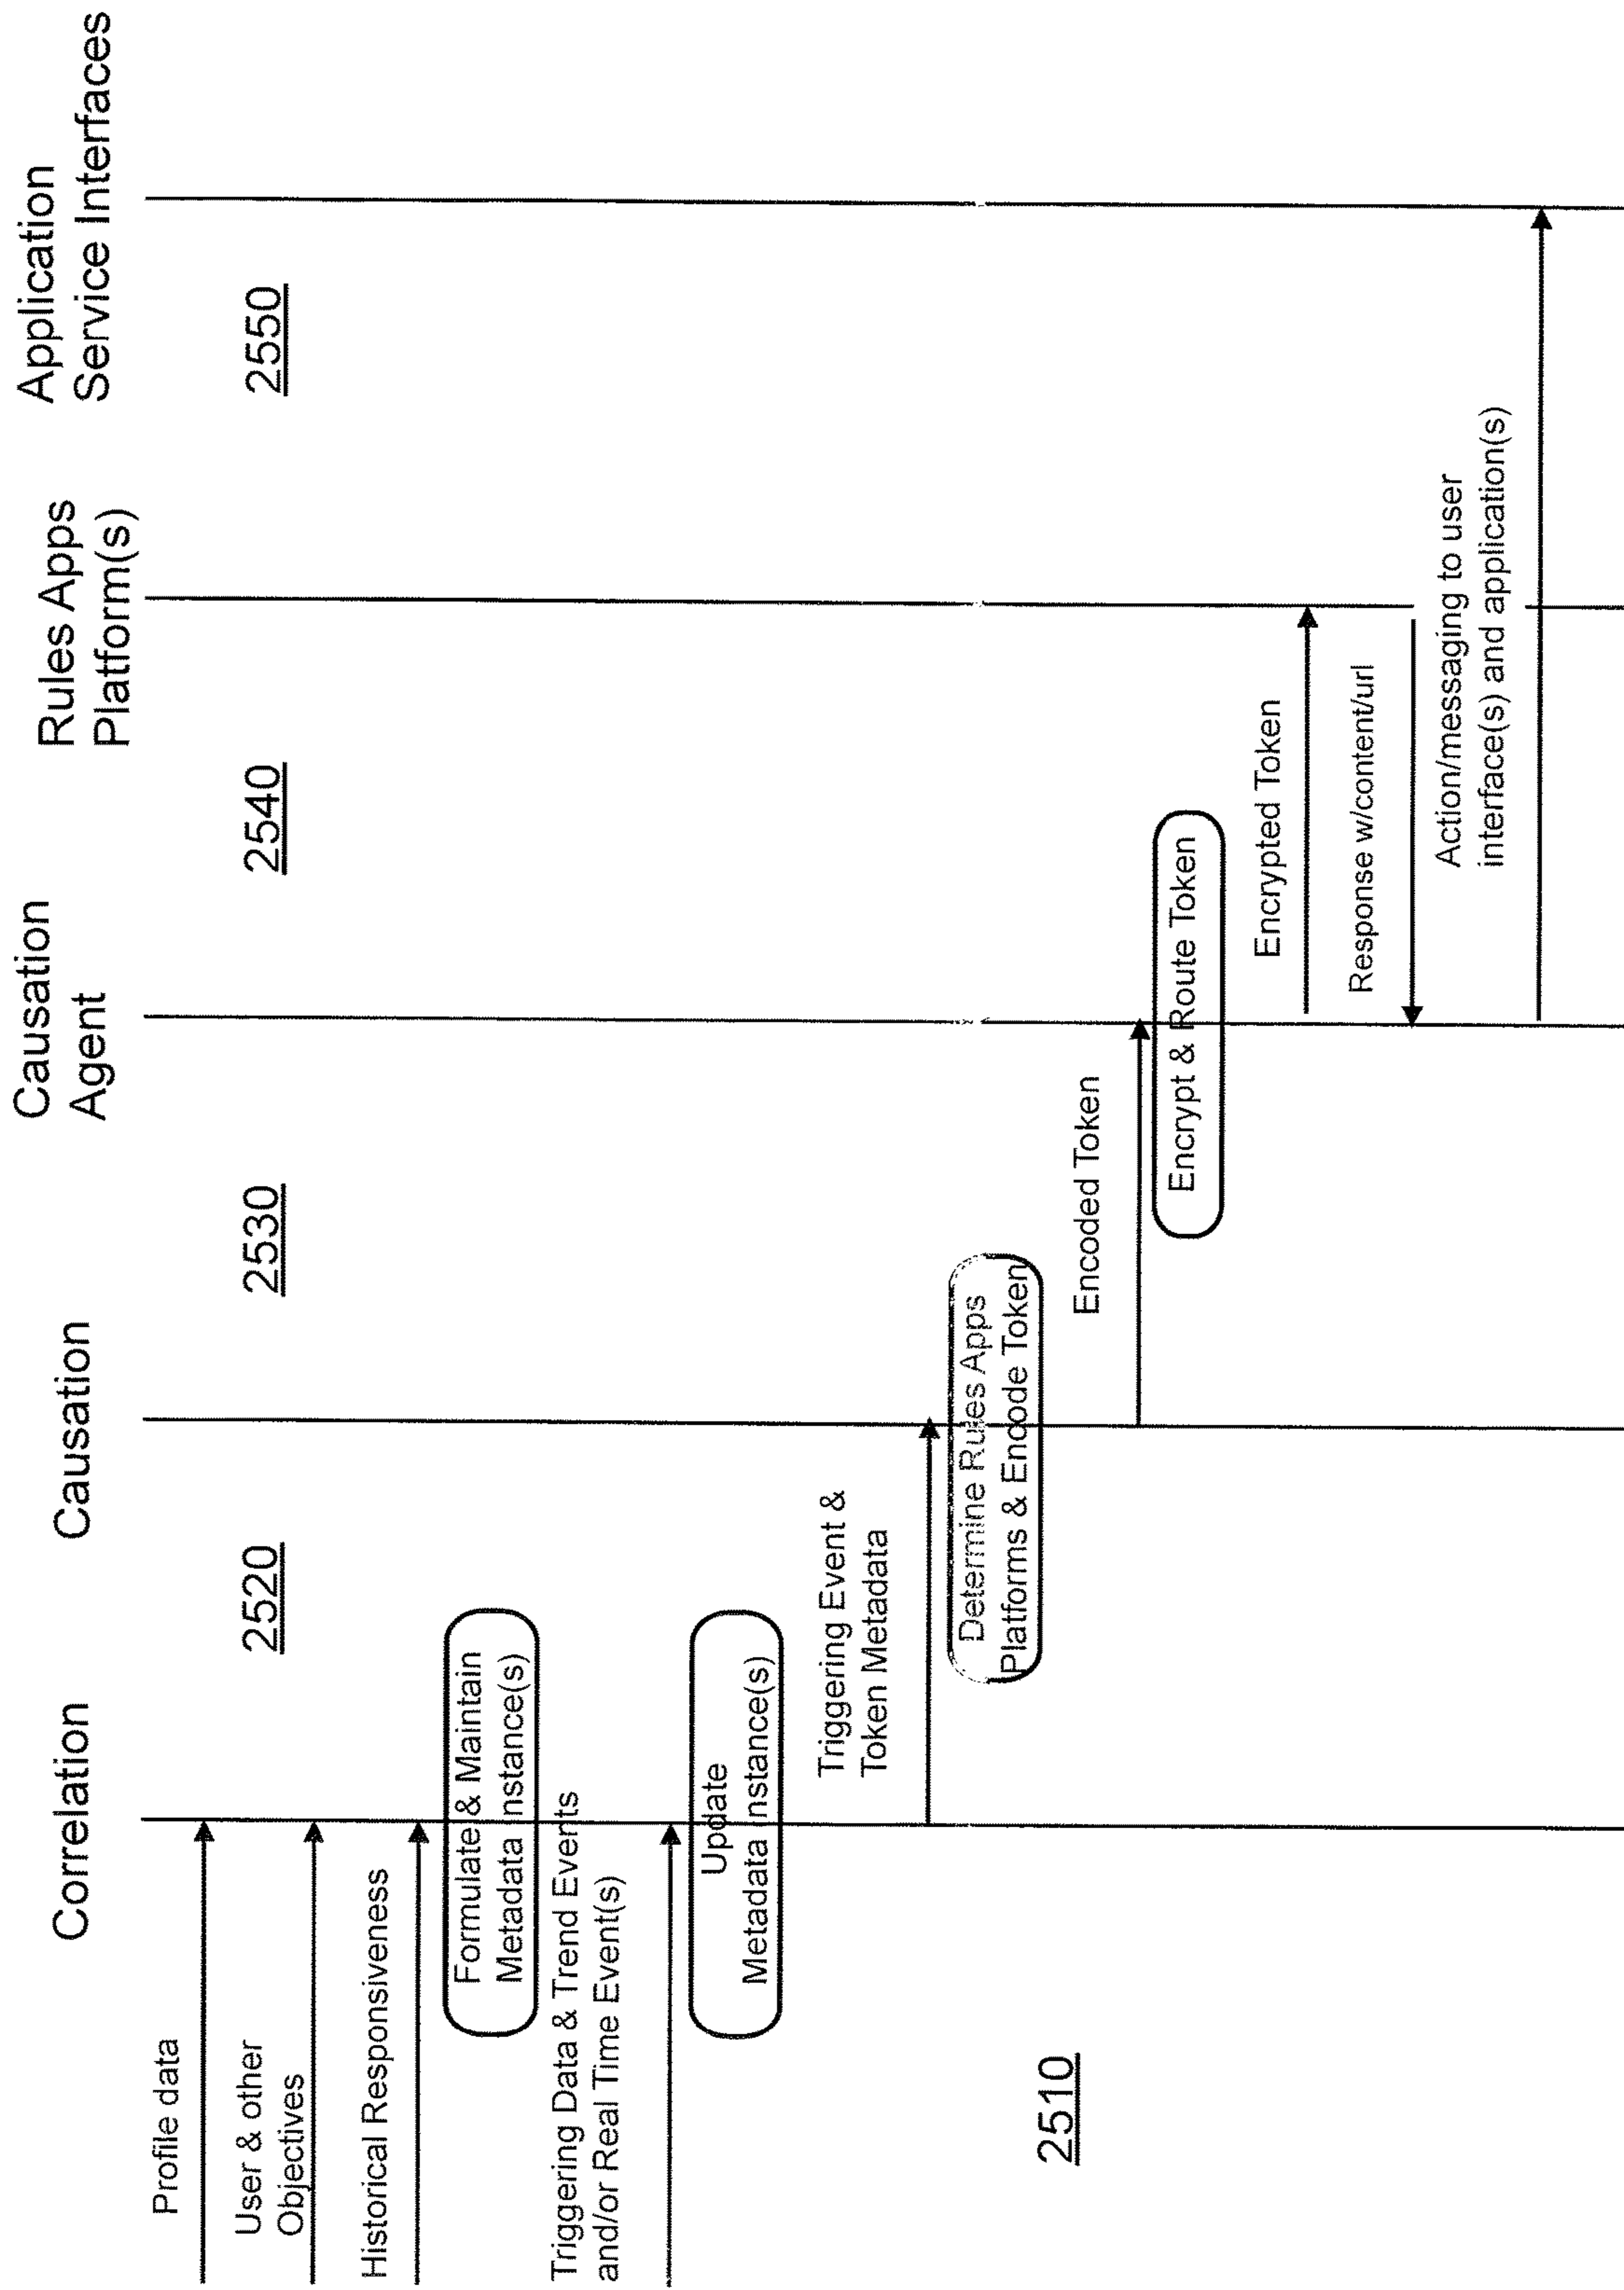 Correlation
Causation
Causation
Agent
Rules Apps
Platform(s)
Application
Service Interfaces
2520
2530
2540
2550
Profile data
User & other
Objectives
Historical Responsiveness
Formulate & Maintain
Metadata Instance(s)
Triggering Data & Trend Events
and/or Real Time Event(s)
Update
Metadata Instance(s)
Triggering Event &
Token Metadata
Determine Rules Apps
Platforms & Encode Token
2510
Encoded Token
Encrypt & Route Token
Encrypted Token
Response w/content/url
Action/messaging to user
interface(s) and application(s)